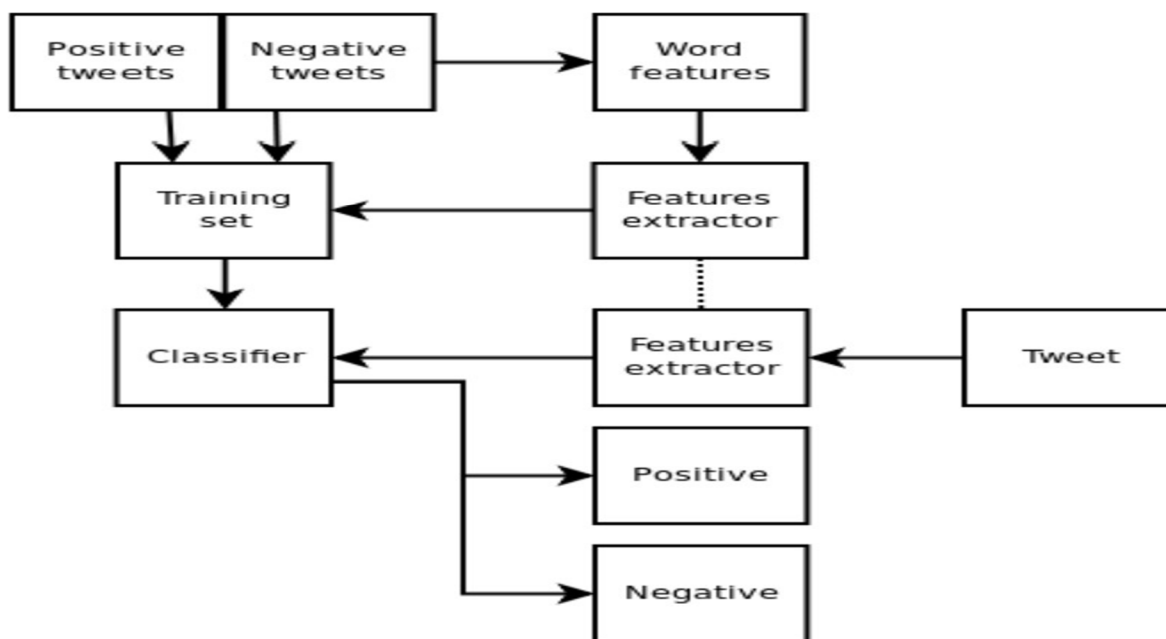 Positive
tweets
Negative
tweets
Word
features
Training
set
Features
extractor
Classifier
Features
extractor
Tweet
Positive
Negative